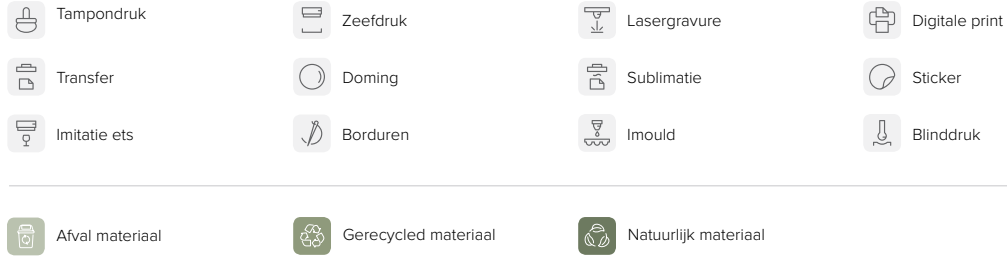 Tampondruk
Zeefdruk
Lasergravure
Digitale print
Transfer
Doming
Sublimatie
Sticker
Imitatie ets
Borduren
Imould
Blinddruk
Afval materiaal
Gerecycled materiaal
Natuurlijk materiaal